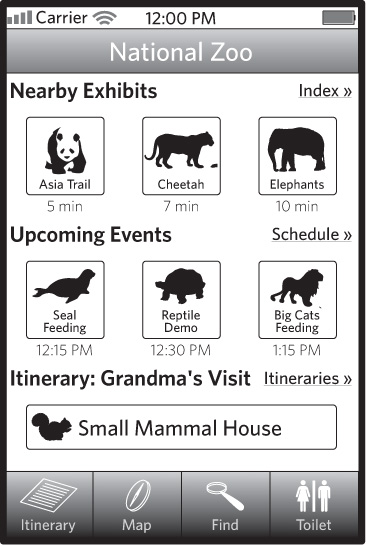 Carrier 12:00 PM
National Zoo
Nearby Exhibits Index »
Asia Trail Cheetah Elephants
5 min 7 min 10 min
Upcoming Events Schedule »
Seal Reptile Big Cats
Feeding Demo Feeding
12:15 PM 12:30 PM 1:15 PM
Itinerary: Grandma's Visit Itineraries »
Small Mammal House
Itinerary Map Find Toilet